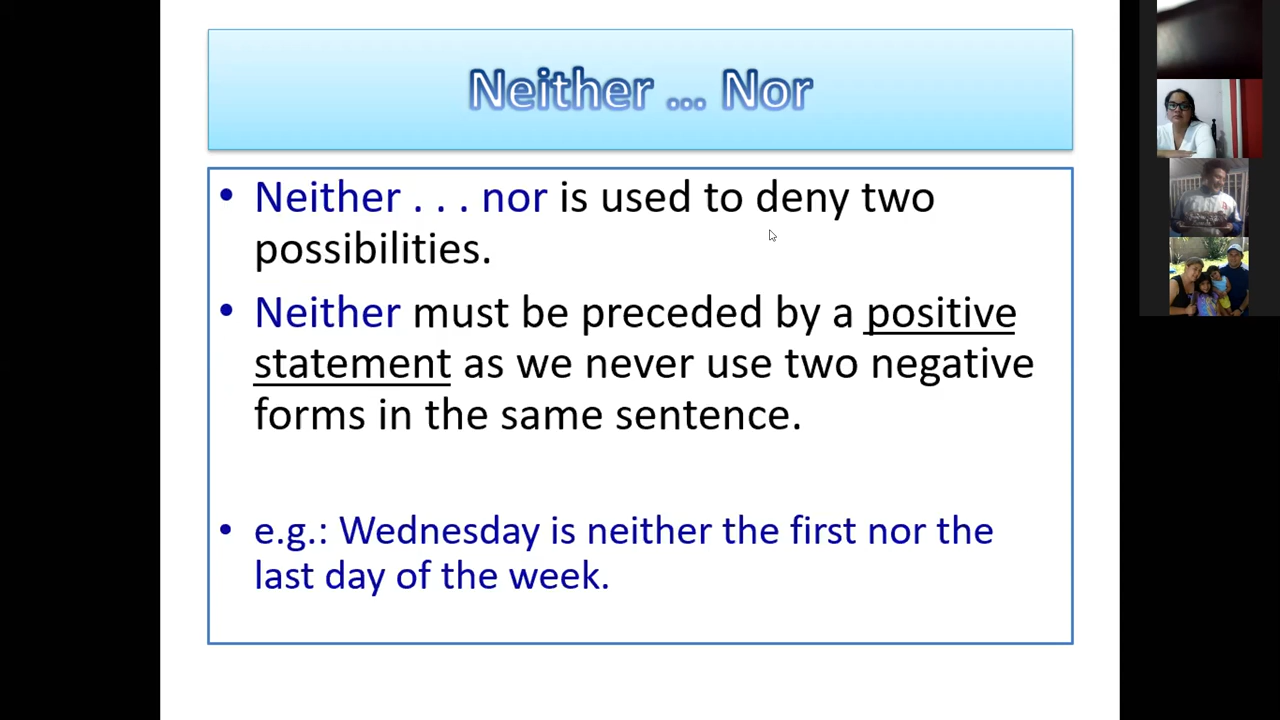 Neither ... Nor
• Neither . . . nor is used to deny two
possibilities.
• Neither must be preceded by a positive
statement as we never use two negative
forms in the same sentence.
• e.g.: Wednesday is neither the first nor the
last day of the week.